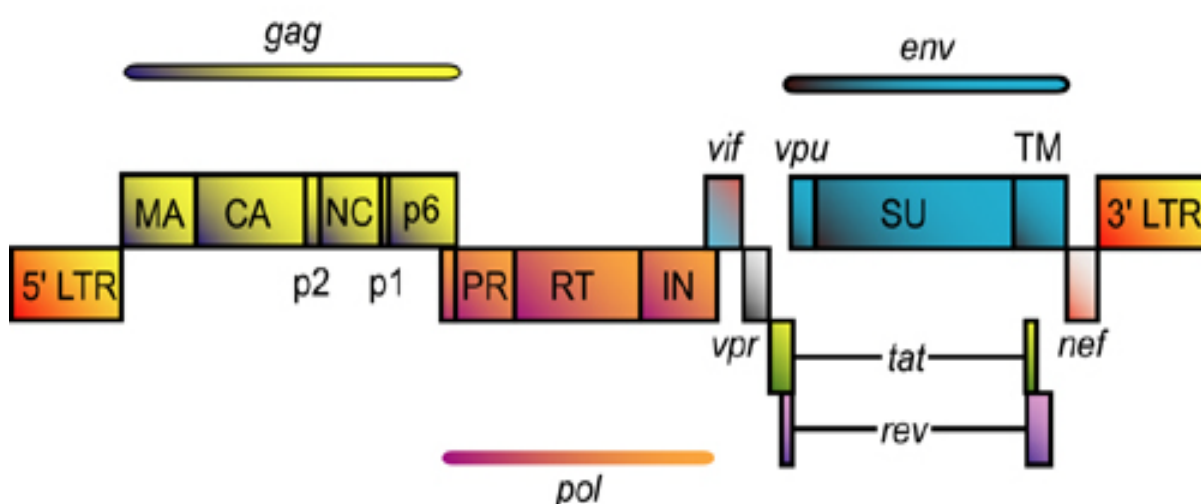 gag
env
vif
vpu
TM
MA
CA
NC
p6
SU
3' LTR
5' LTR
p2
p1
PR
RT
IN
vpr
tat
nef
rev
pol